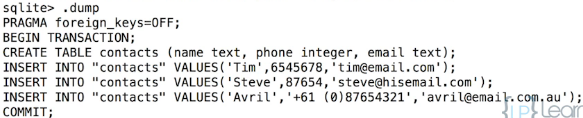 sqlite> .dump
PRAGMA foreign_keys=OFF;
BEGIN TRANSACTION;
CREATE TABLE contacts (name text, phone integer, email text);
INSERT INTO "contacts" VALUES('Tim',6545678,'tim@email.com');
INSERT INTO "contacts" VALUES('Steve',87654,'steve@hisemail.com');
INSERT INTO "contacts" VALUES('Avril','+61 (0)87654321','avril@email.com.au');
COMMIT;